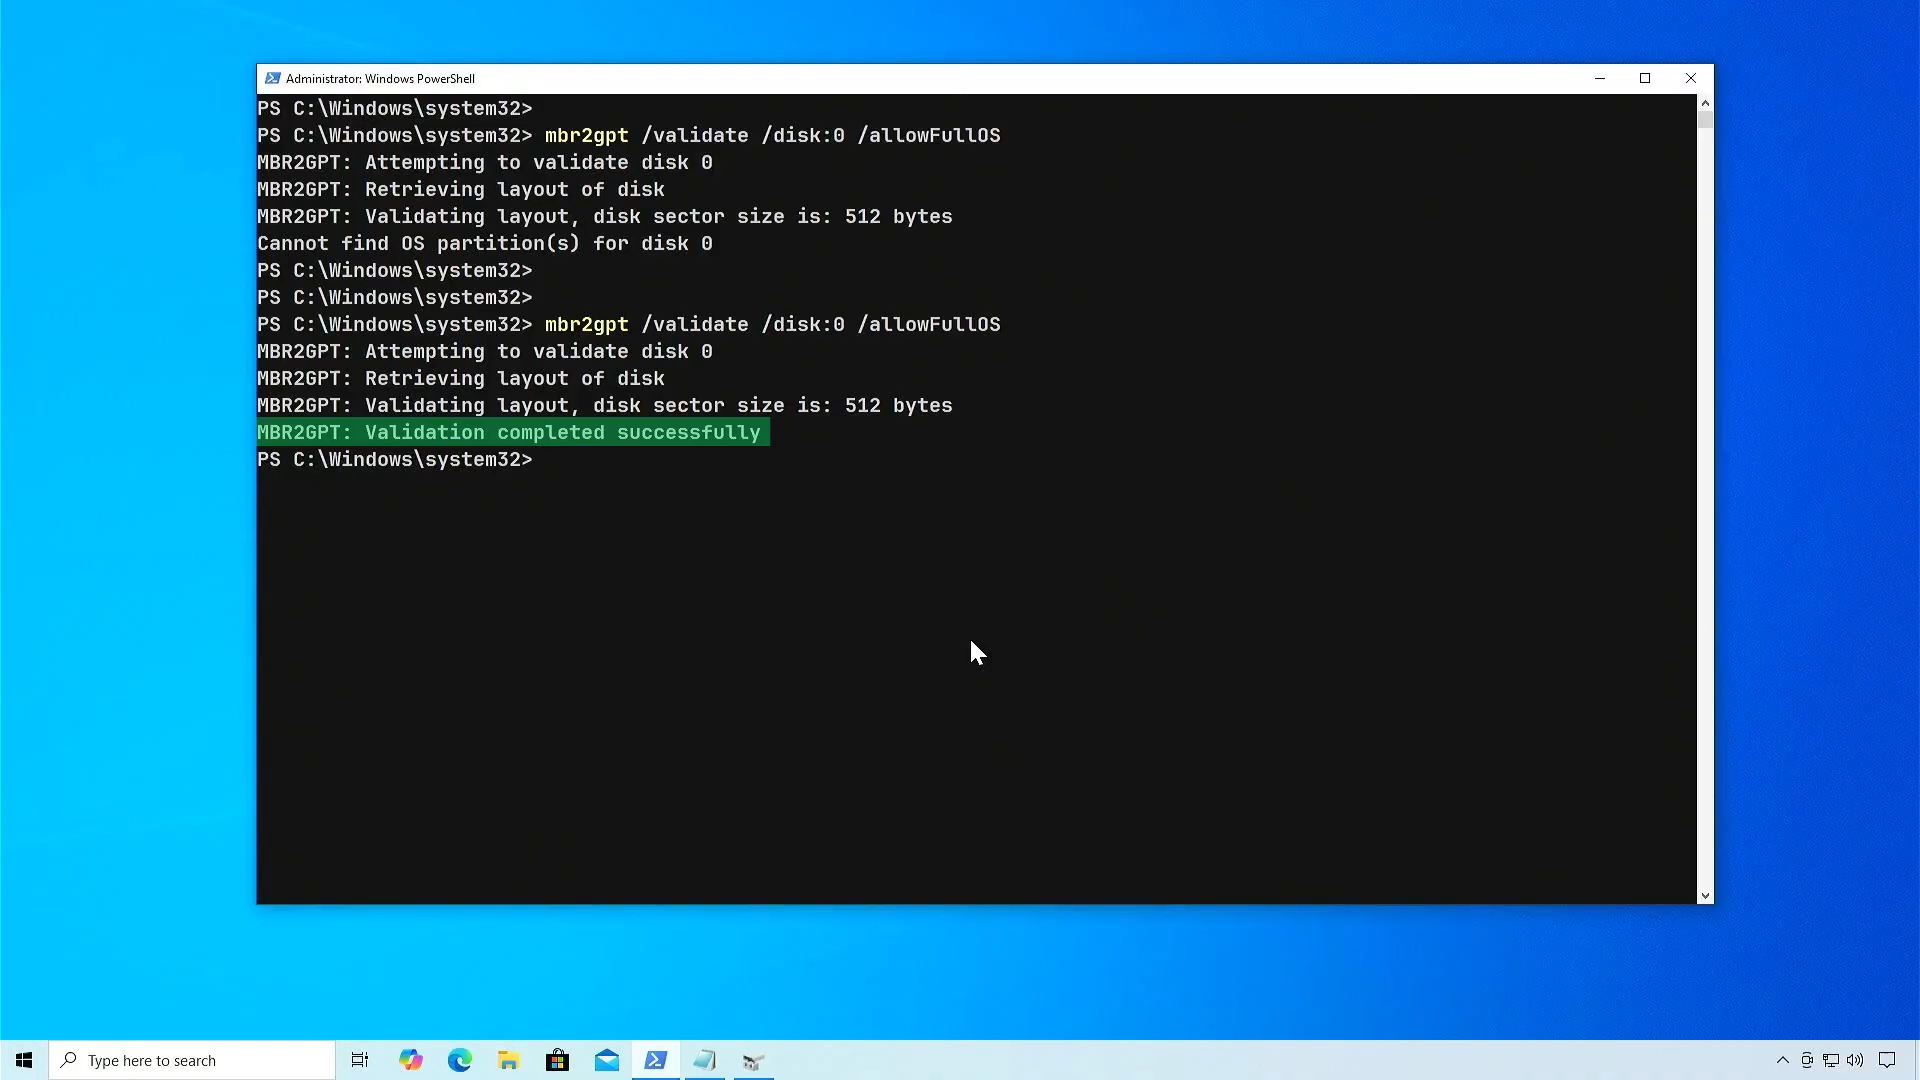 Administrator: Windows PowerShell
PS C:\Windows\system32>
PS C:\Windows\system32> mbr2gpt /validate /disk:0 /allowFullOS
MBR2GPT: Attempting to validate disk 0
MBR2GPT: Retrieving layout of disk
MBR2GPT: Validating layout, disk sector size is: 512 bytes
Cannot find OS partition(s) for disk 0
PS C:\Windows\system32>
PS C:\Windows\system32>
PS C:\Windows\system32> mbr2gpt /validate /disk:0 /allowFullOS
MBR2GPT: Attempting to validate disk 0
MBR2GPT: Retrieving layout of disk
MBR2GPT: Validating layout, disk sector size is: 512 bytes
MBR2GPT: Validation completed successfully
PS C:\Windows\system32>
Type here to search